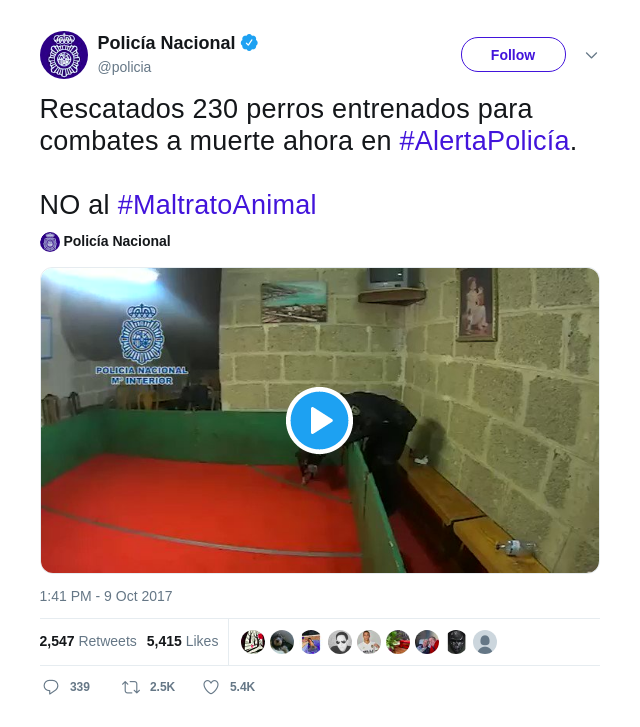 Policía Nacional
@policia
Follow
Rescatados 230 perros entrenados para
combates a muerte ahora en #AlertaPolicía.
NO al #MaltratoAnimal
Policía Nacional
POLICIA NACIONAL
Mº INTERIOR
1:41 PM - 9 Oct 2017
2,547 Retweets 5,415 Likes
339 2.5K 5.4K